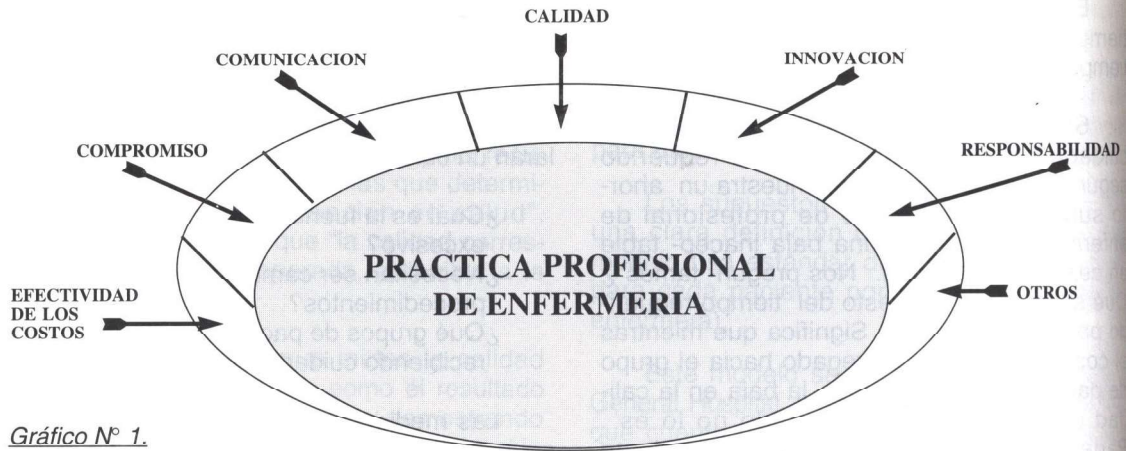 CALIDAD
COMUNICACION
INNOVACION
COMPROMISO
RESPONSABILIDAD
PRACTICA PROFESIONAL
DE ENFERMERIA
EFECTIVIDAD
DE LOS
COSTOS
OTROS
Gráfico N° 1.